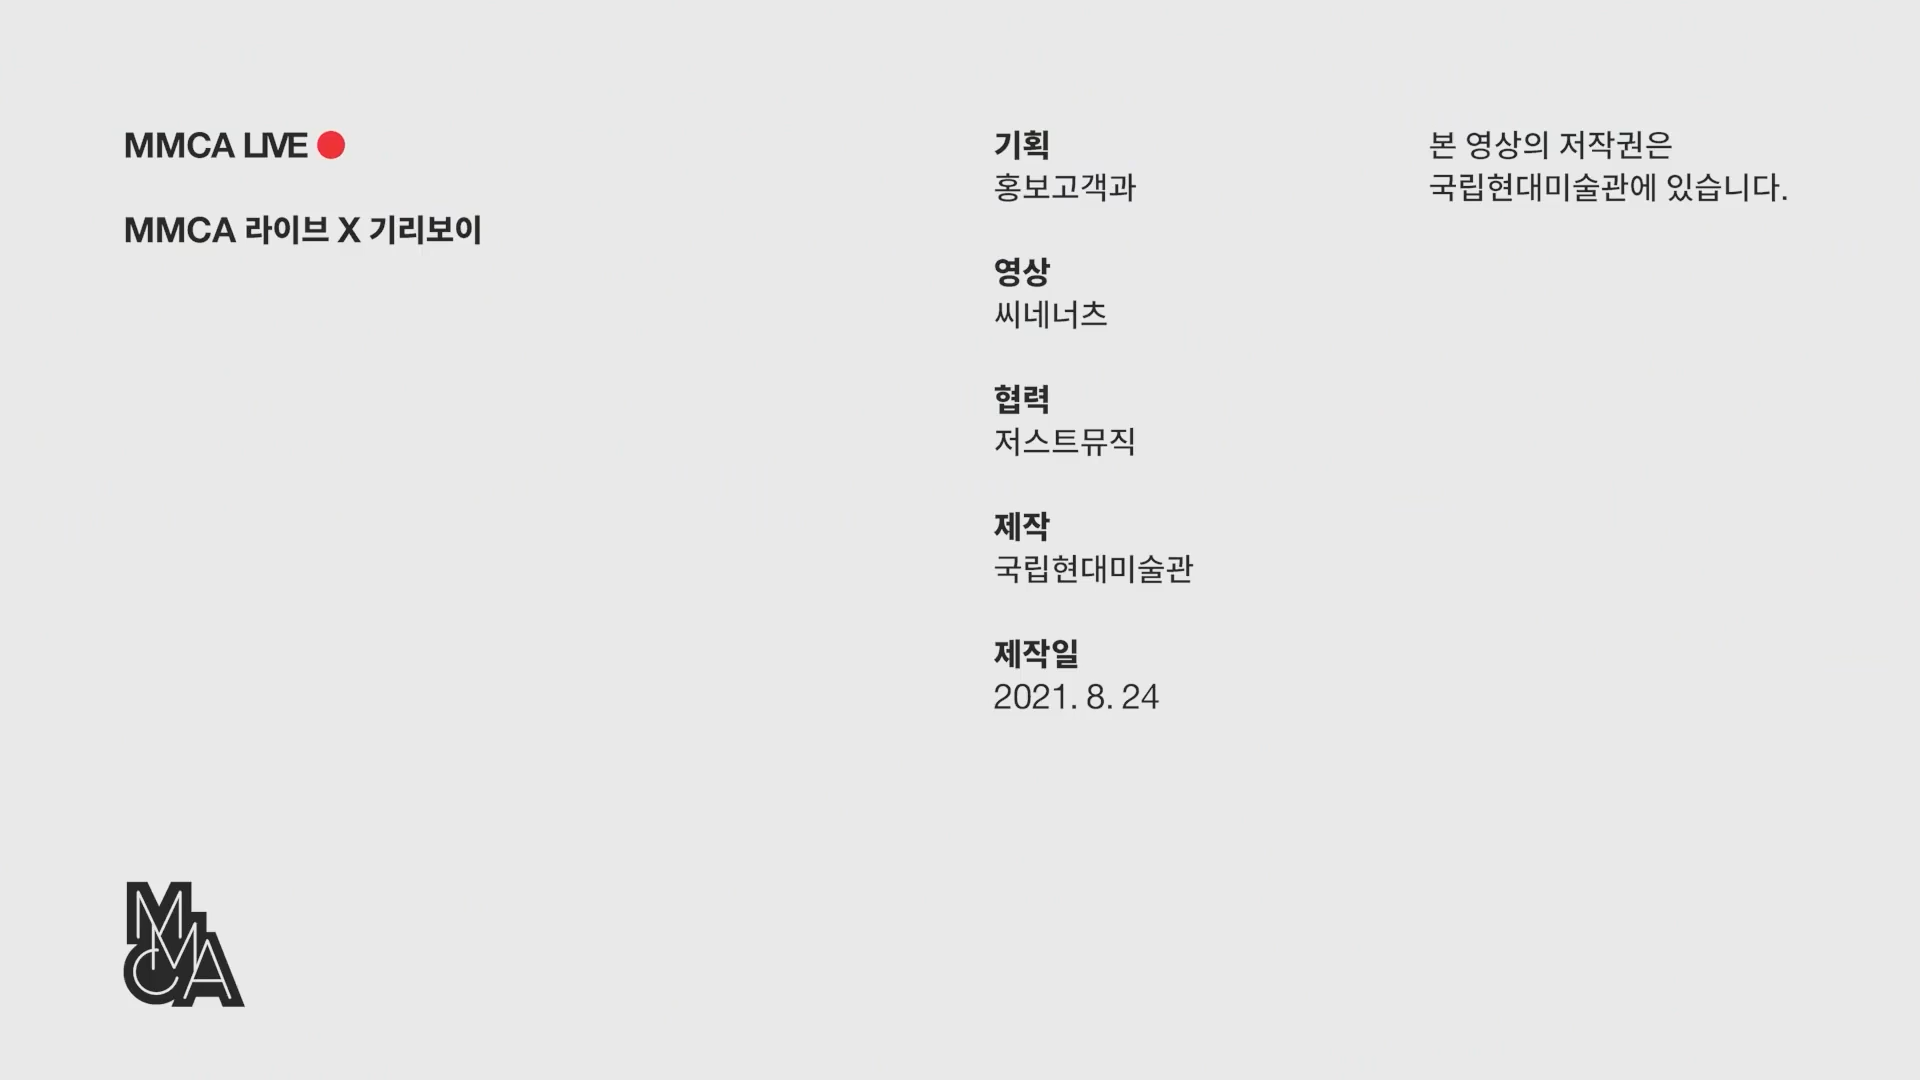 MMCA LIVE
MMCA 라이브 X 기리보이
기획
홍보고객과
영상
씨네너츠
협력
저스트뮤직
제작
국립현대미술관
제작일
2021. 8. 24
본 영상의 저작권은
국립현대미술관에 있습니다.
MMCA